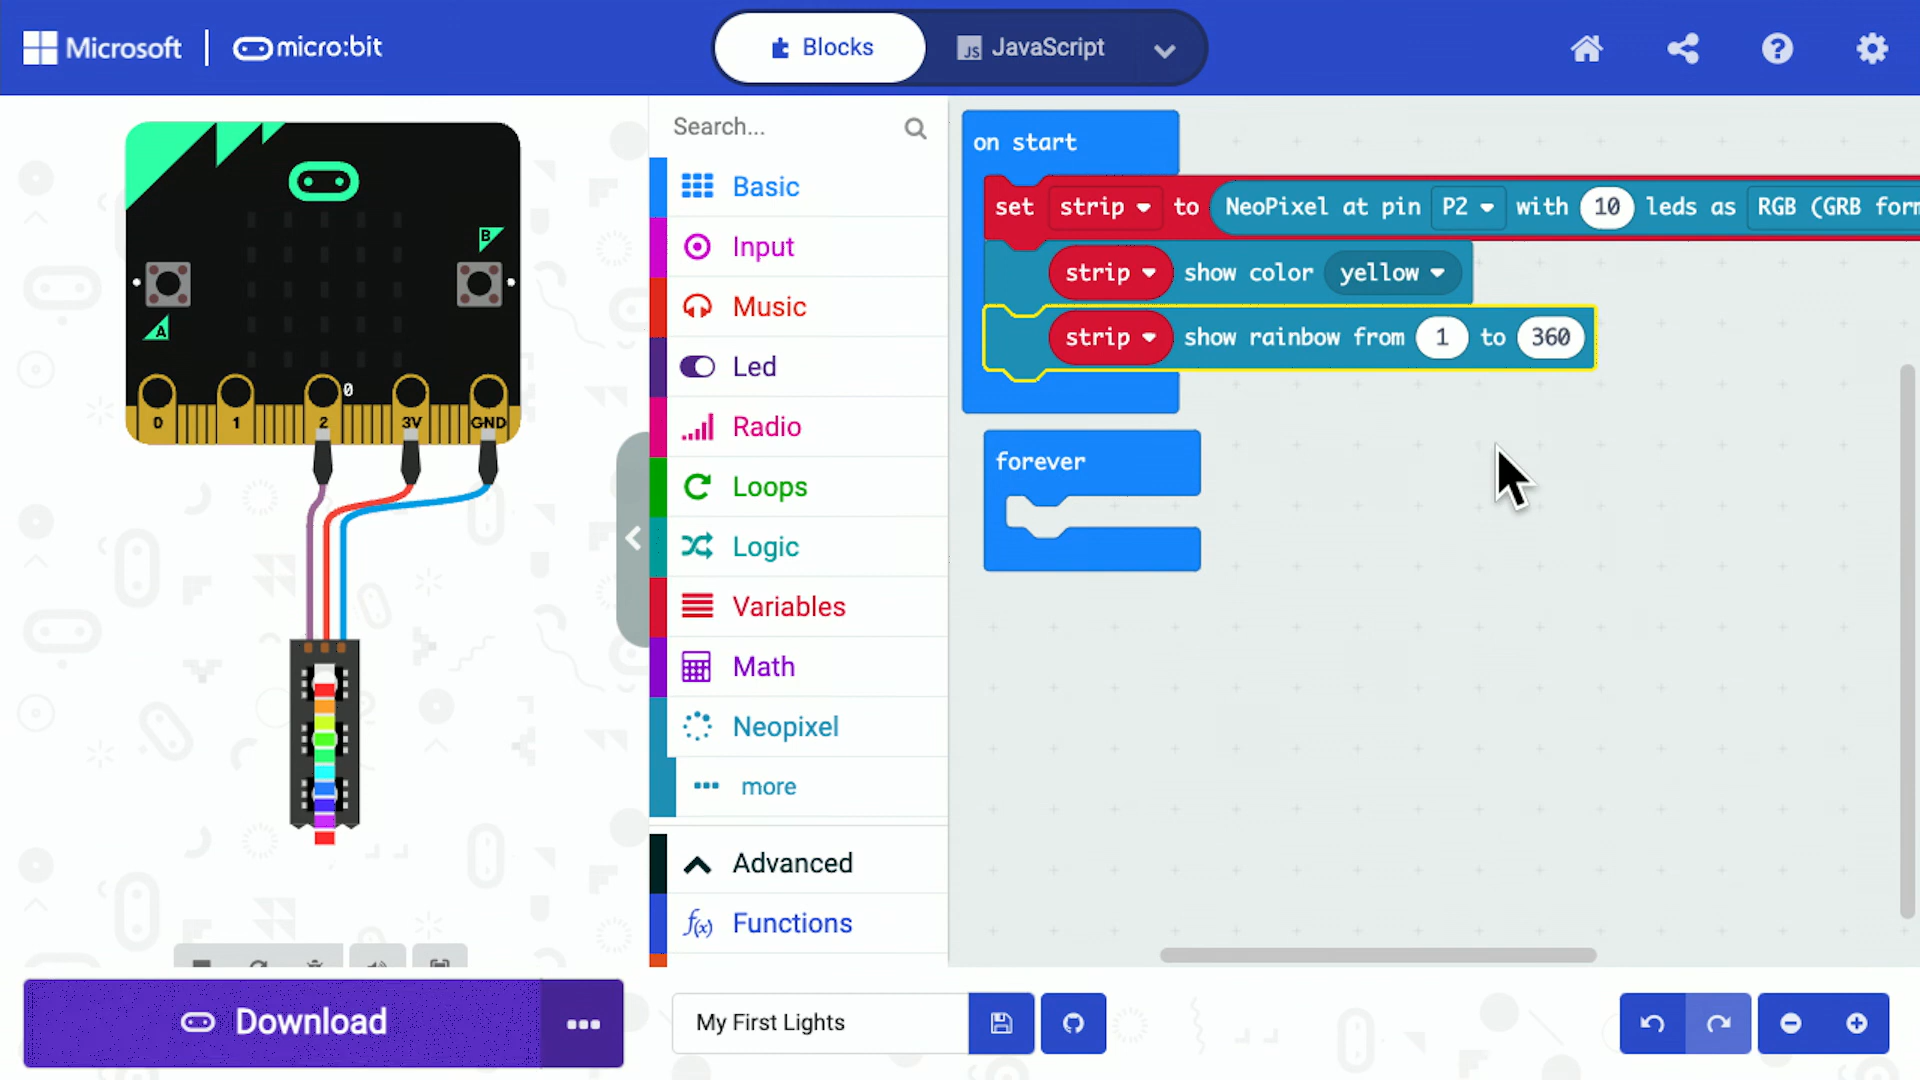 Microsoft | micro:bit
Blocks
JavaScript
JS
B
A
0
0 1 2 3V GND
Search...
Basic
Input
Music
Led
Radio
Loops
Logic
Variables
Math
Neopixel
more
Advanced
f(x) Functions
on start
set strip to NeoPixel at pin P2 with 10 leds as RGB (GRB form
strip show color yellow
strip show rainbow from 1 to 360
forever
Download
My First Lights